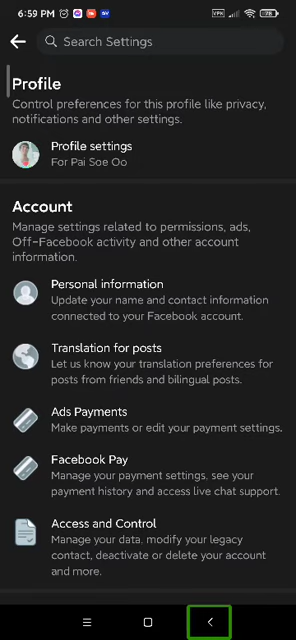 6:59 PM
VPN
78
Search Settings
Profile
Control preferences for this profile like privacy,
notifications and other settings.
Profile settings
For Pai Soe Oo
Account
Manage settings related to permissions, ads,
Off-Facebook activity and other account
information.
Personal information
Update your name and contact information
connected to your Facebook account.
Translation for posts
Let us know your translation preferences for
posts from friends and bilingual posts.
Ads Payments
Make payments or edit your payment settings.
Facebook Pay
Manage your payment settings, see your
payment history and access live chat support.
Access and Control
Manage your data, modify your legacy
contact, deactivate or delete your account
and more.